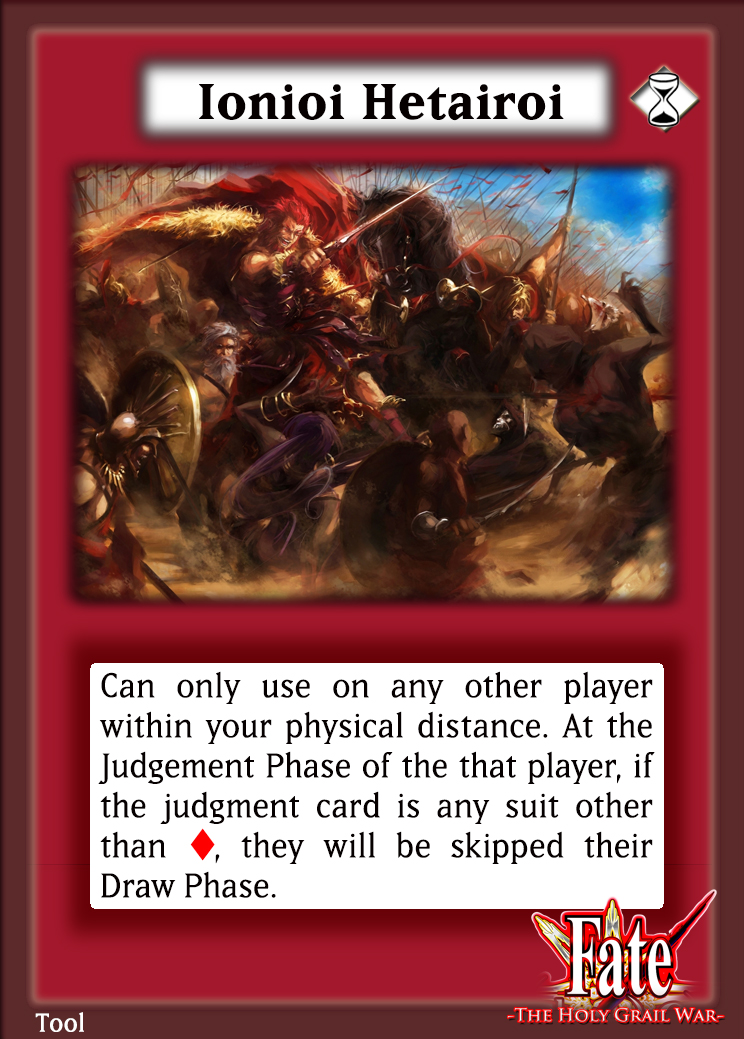 Ionioi Hetairoi
Can only use on any other player
within your physical distance. At the
Judgement Phase of the that player, if
the judgment card is any suit other
than ♦, they will be skipped their
Draw Phase.
Fate
-THE HOLY GRAIL WAR-
Tool